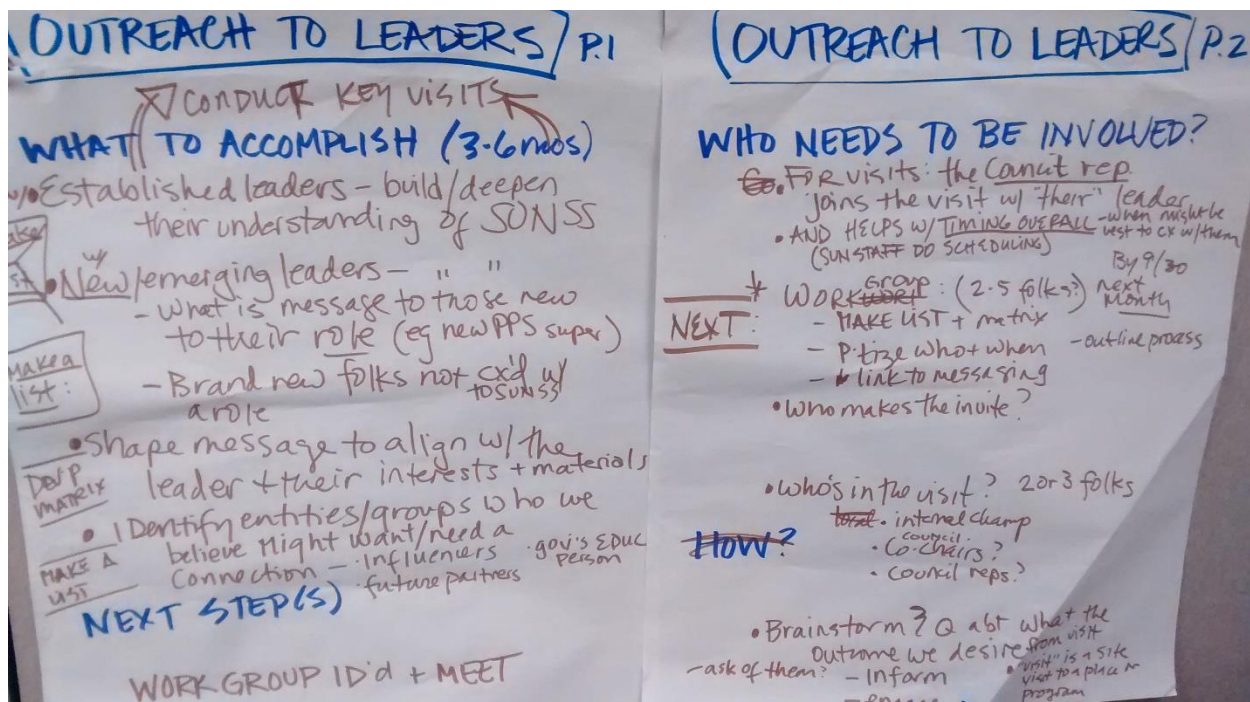 OUTREACH TO LEADERS P.1
CONDUCT KEY VISITS
WHAT TO ACCOMPLISH (3-6 mos)
w/ • Established leaders - build/deepen
their understanding of SUNSS
w/
• New/emerging leaders - " "
- What is message to those new
to their role (eg new PPS super)
Make a
list:
- Brand new folks not cx'd w/
to SUNSS
a role
• Shape message to align w/ the
leader + their interests + materials
DEV'P
MATRIX
• IDentify entities/groups who we
believe Might want/need a
connection - • Influencers • gov's EDUC
person
• future partners
MAKE A
LIST
NEXT STEP(S)
WORKGROUP ID'd + MEET
OUTREACH TO LEADERS P.2
WHO NEEDS TO BE INVOLVED?
• FOR visits: the Council rep
joins the visit w/ "their" leader
• AND HELPS w/ TIMING OVERALL - when might be
best to cx w/ them
(SUN STAFF DO SCHEDULING)
By 9/30
next
Month
NEXT:
* WORKGROUP: (2-5 folks?)
- MAKE LIST + matrix
- P-tize who + when - outline process
- link to messaging
• Who makes the invite?
• Who's in the visit? 2 or 3 folks
• internal champ
council
• Co-chairs?
• council reps?
How?
• Brainstorm? Q abt what the
outcome we desire from visit
- ask of them? - Inform
• "visit" is a site
visit to a place or
program